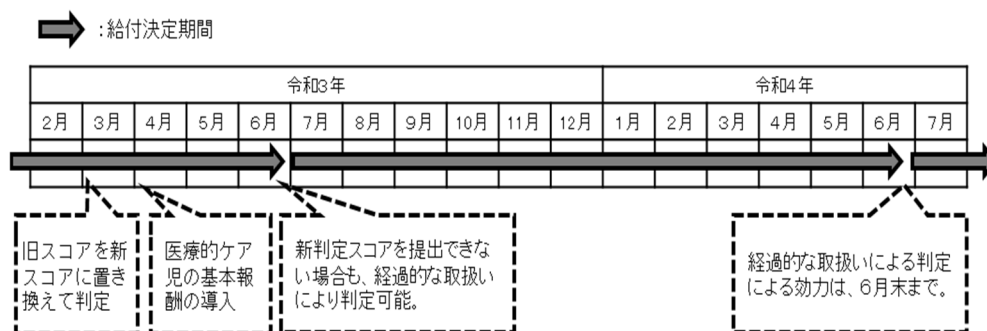 ：給付決定期間
令和3年 令和4年
2月 3月 4月 5月 6月 7月 8月 9月 10月 11月 12月 1月 2月 3月 4月 5月 6月 7月
旧スコアを新
スコアに置き
換えて判定
医療的ケア
児の基本報
酬の導入
新判定スコアを提出できな
い場合も、経過的な取扱い
により判定可能。
経過的な取扱いによる判定
による効力は、6月末まで。